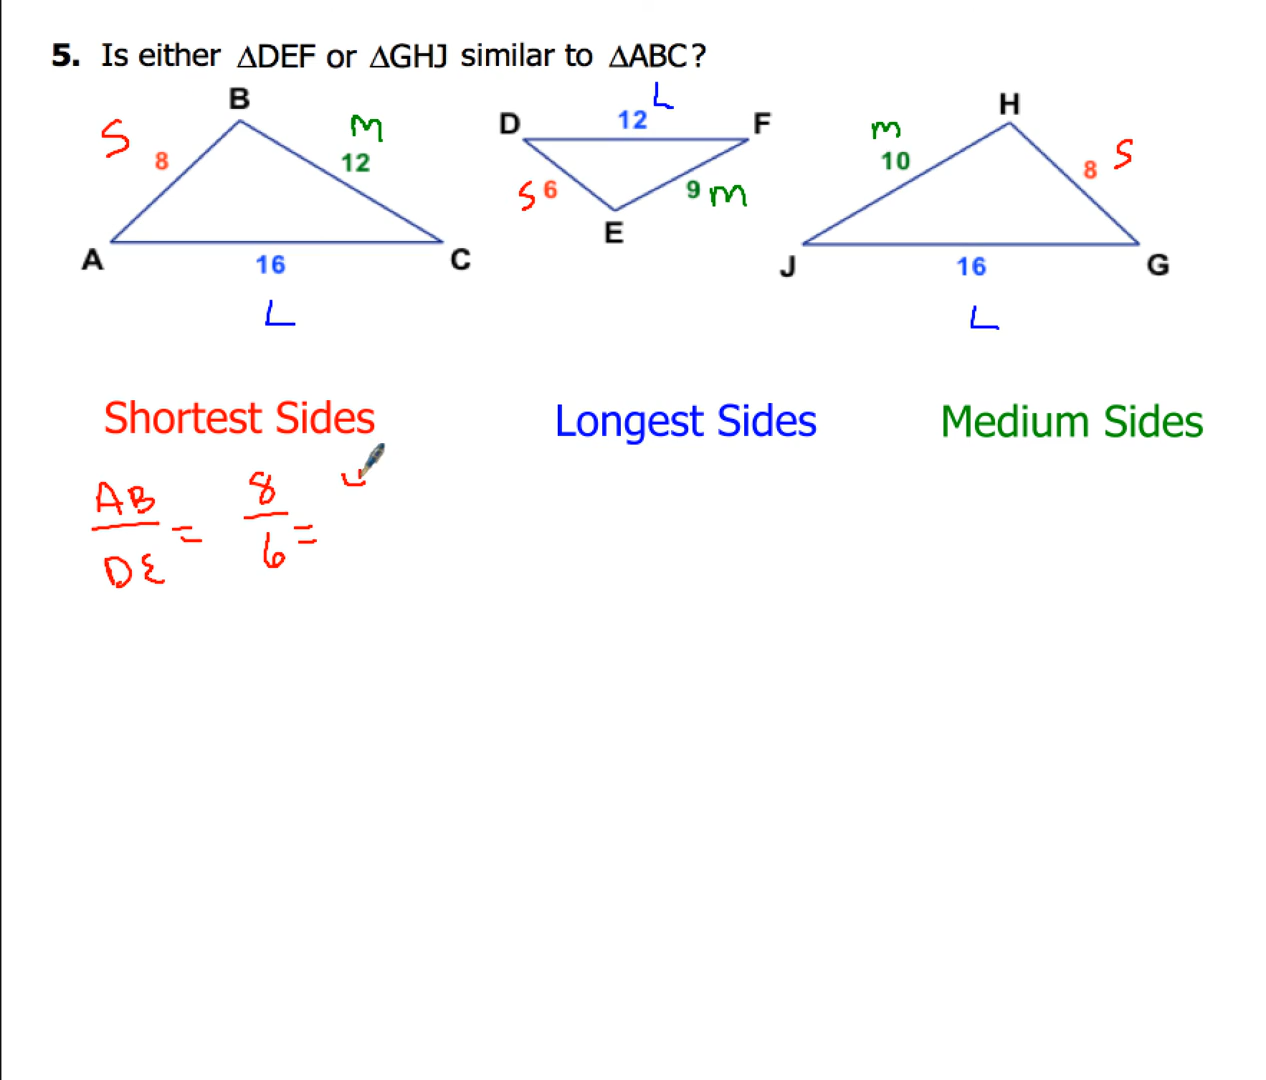 5. Is either ΔDEF or ΔGHJ similar to ΔABC?
B
S
8
M
12
A
16
C
L
D
12
L
F
S 6
9 m
E
H
m
10
8 S
J
16
G
L
Shortest Sides
Longest Sides
Medium Sides
AB
DE
=
8
6
=